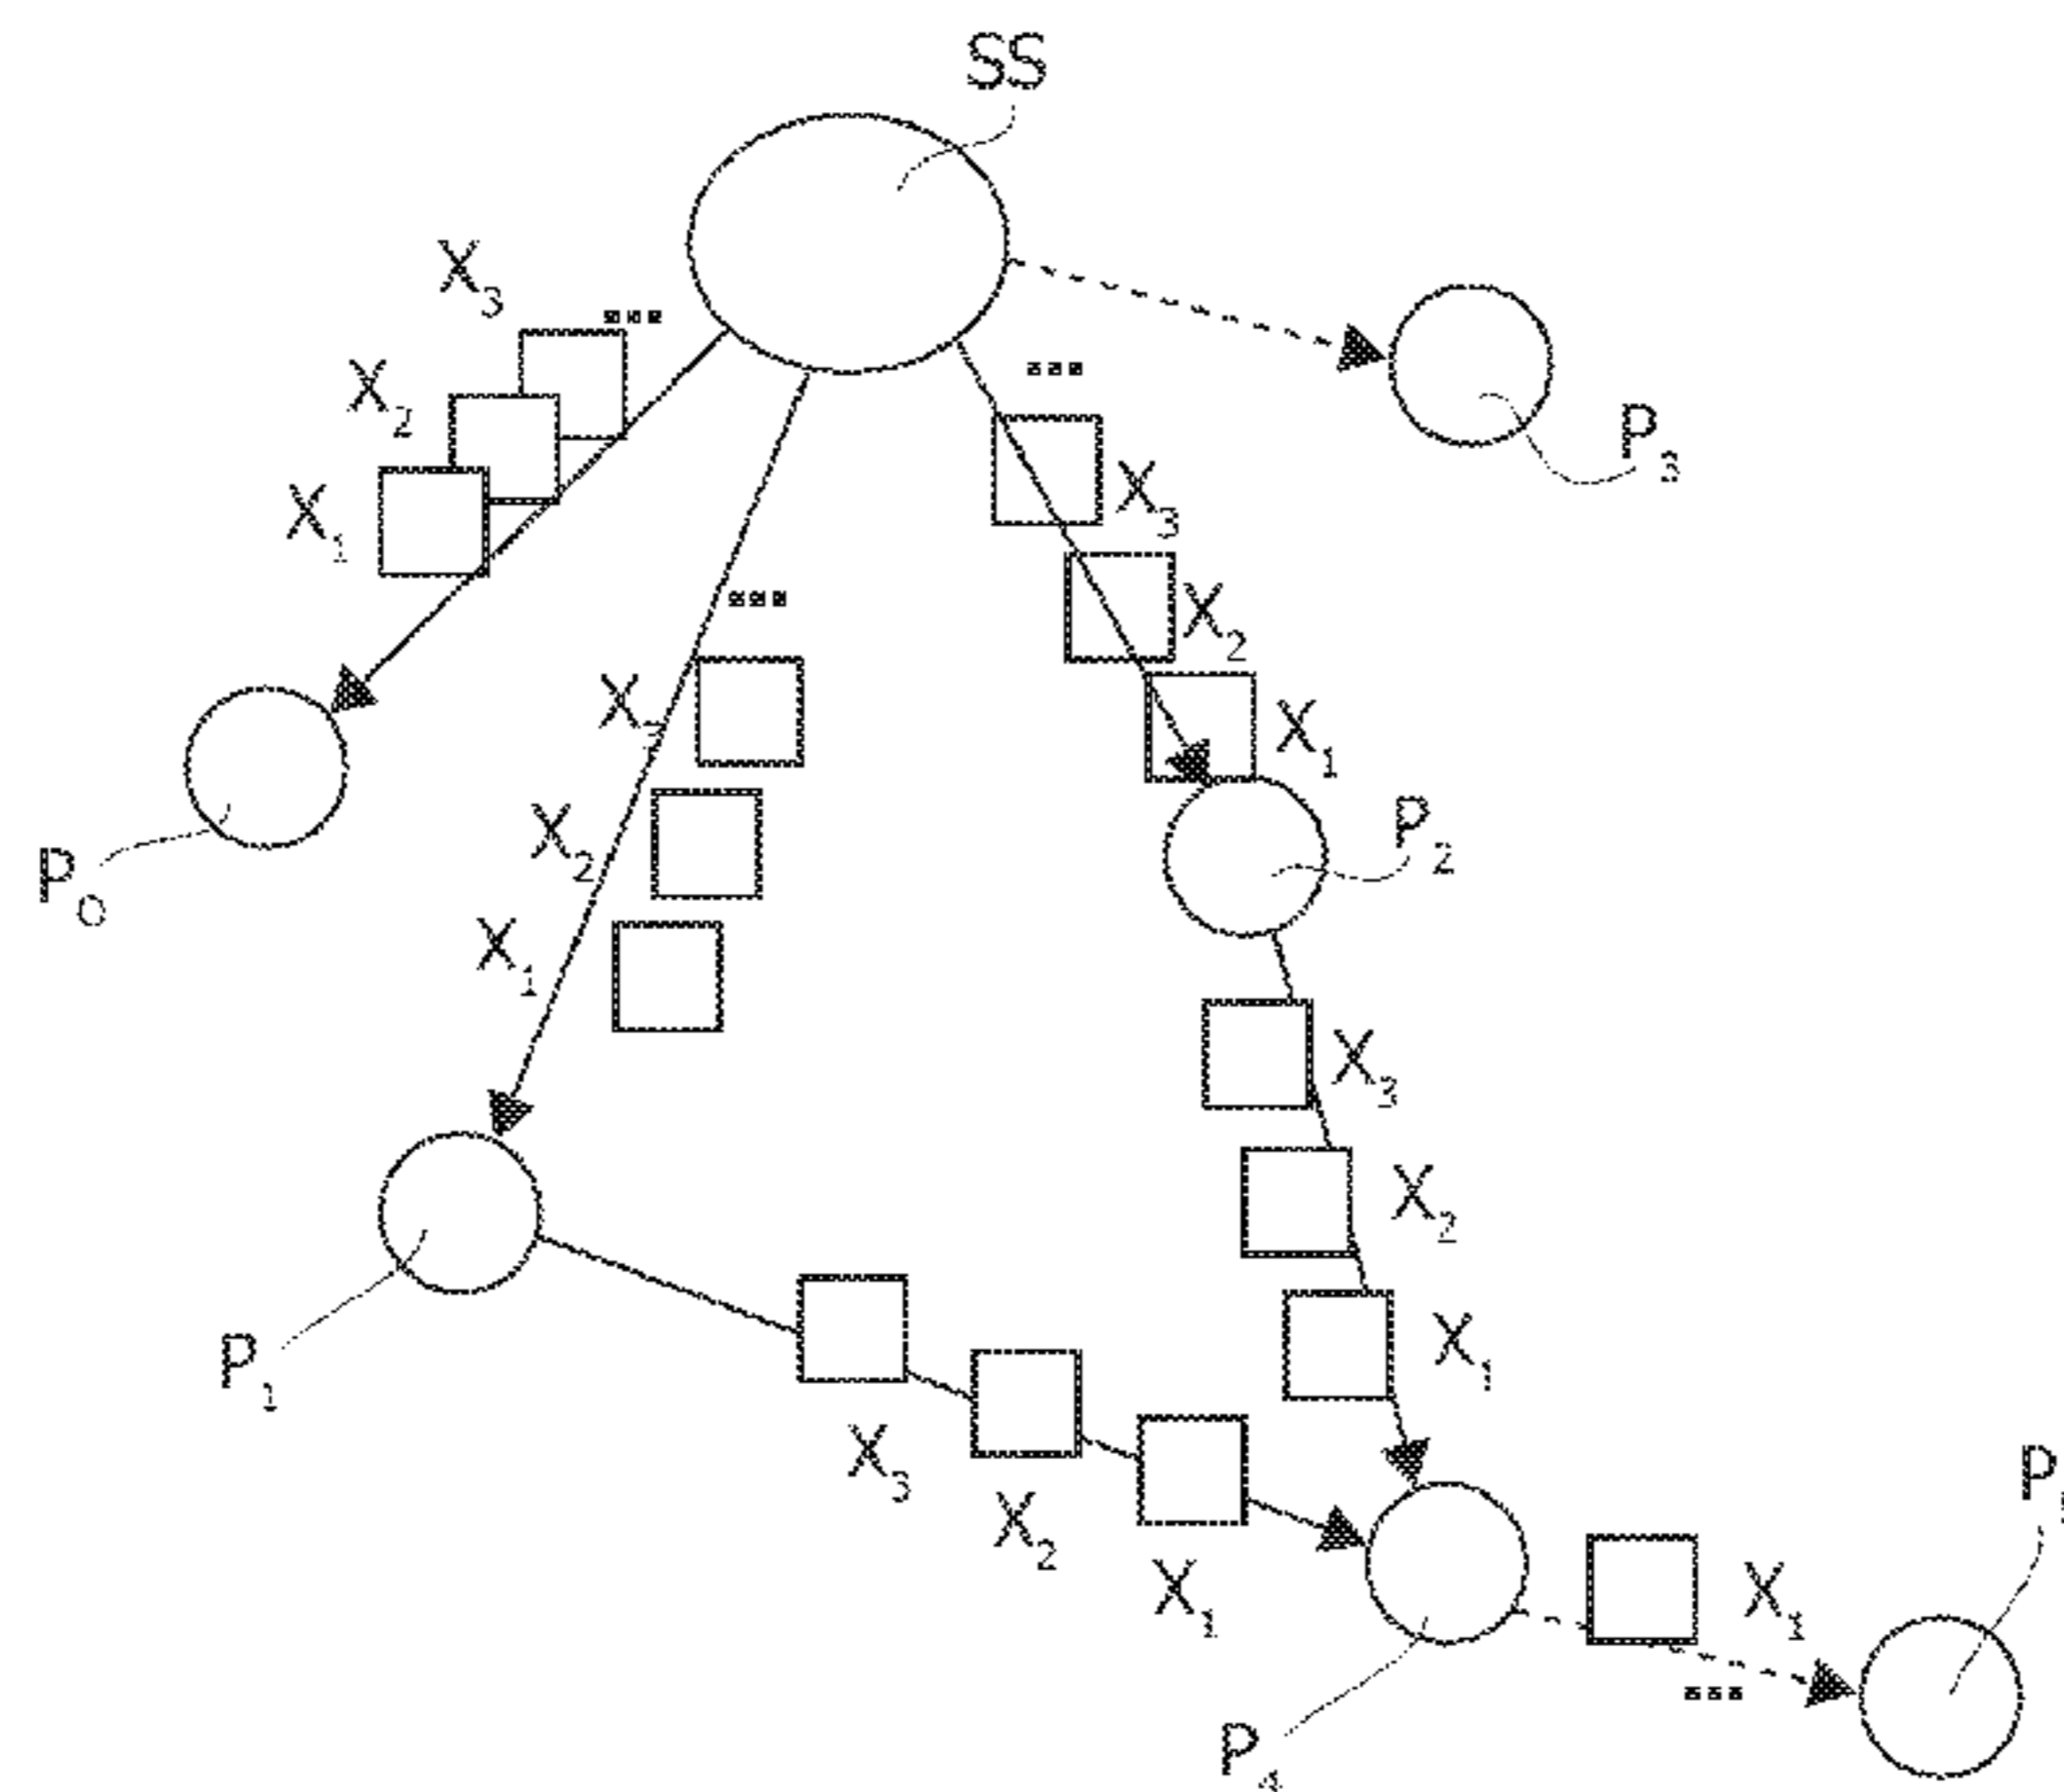 SS
X₃
...
X₂
X₁
...
X₃
X₂
X₁
P₃
...
X₃
X₂
X₁
P₀
P₂
X₃
X₂
X₁
P₁
X₃
X₂
X₁
P₄
X₁
...
P